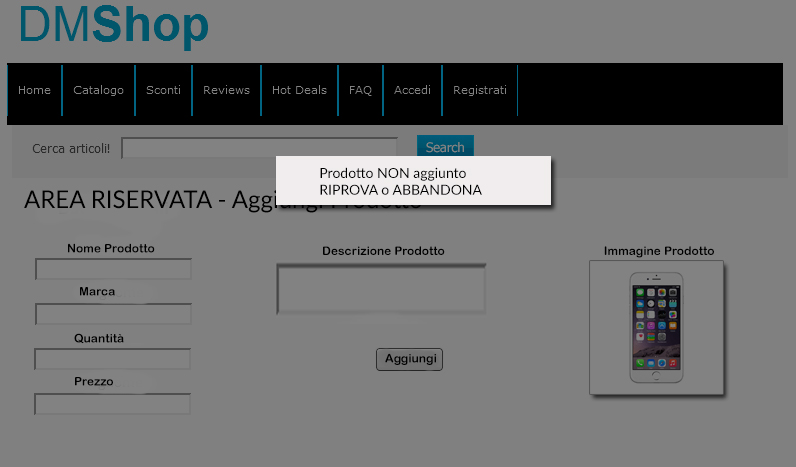 DMShop
Home Catalogo Sconti Reviews Hot Deals FAQ Accedi Registrati
Cerca articoli! Search
Prodotto NON aggiunto
RIPROVA o ABBANDONA
AREA RISERVATA - Aggiungi Prodotto
Nome Prodotto
Marca
Quantità
Prezzo
Descrizione Prodotto
Aggiungi
Immagine Prodotto